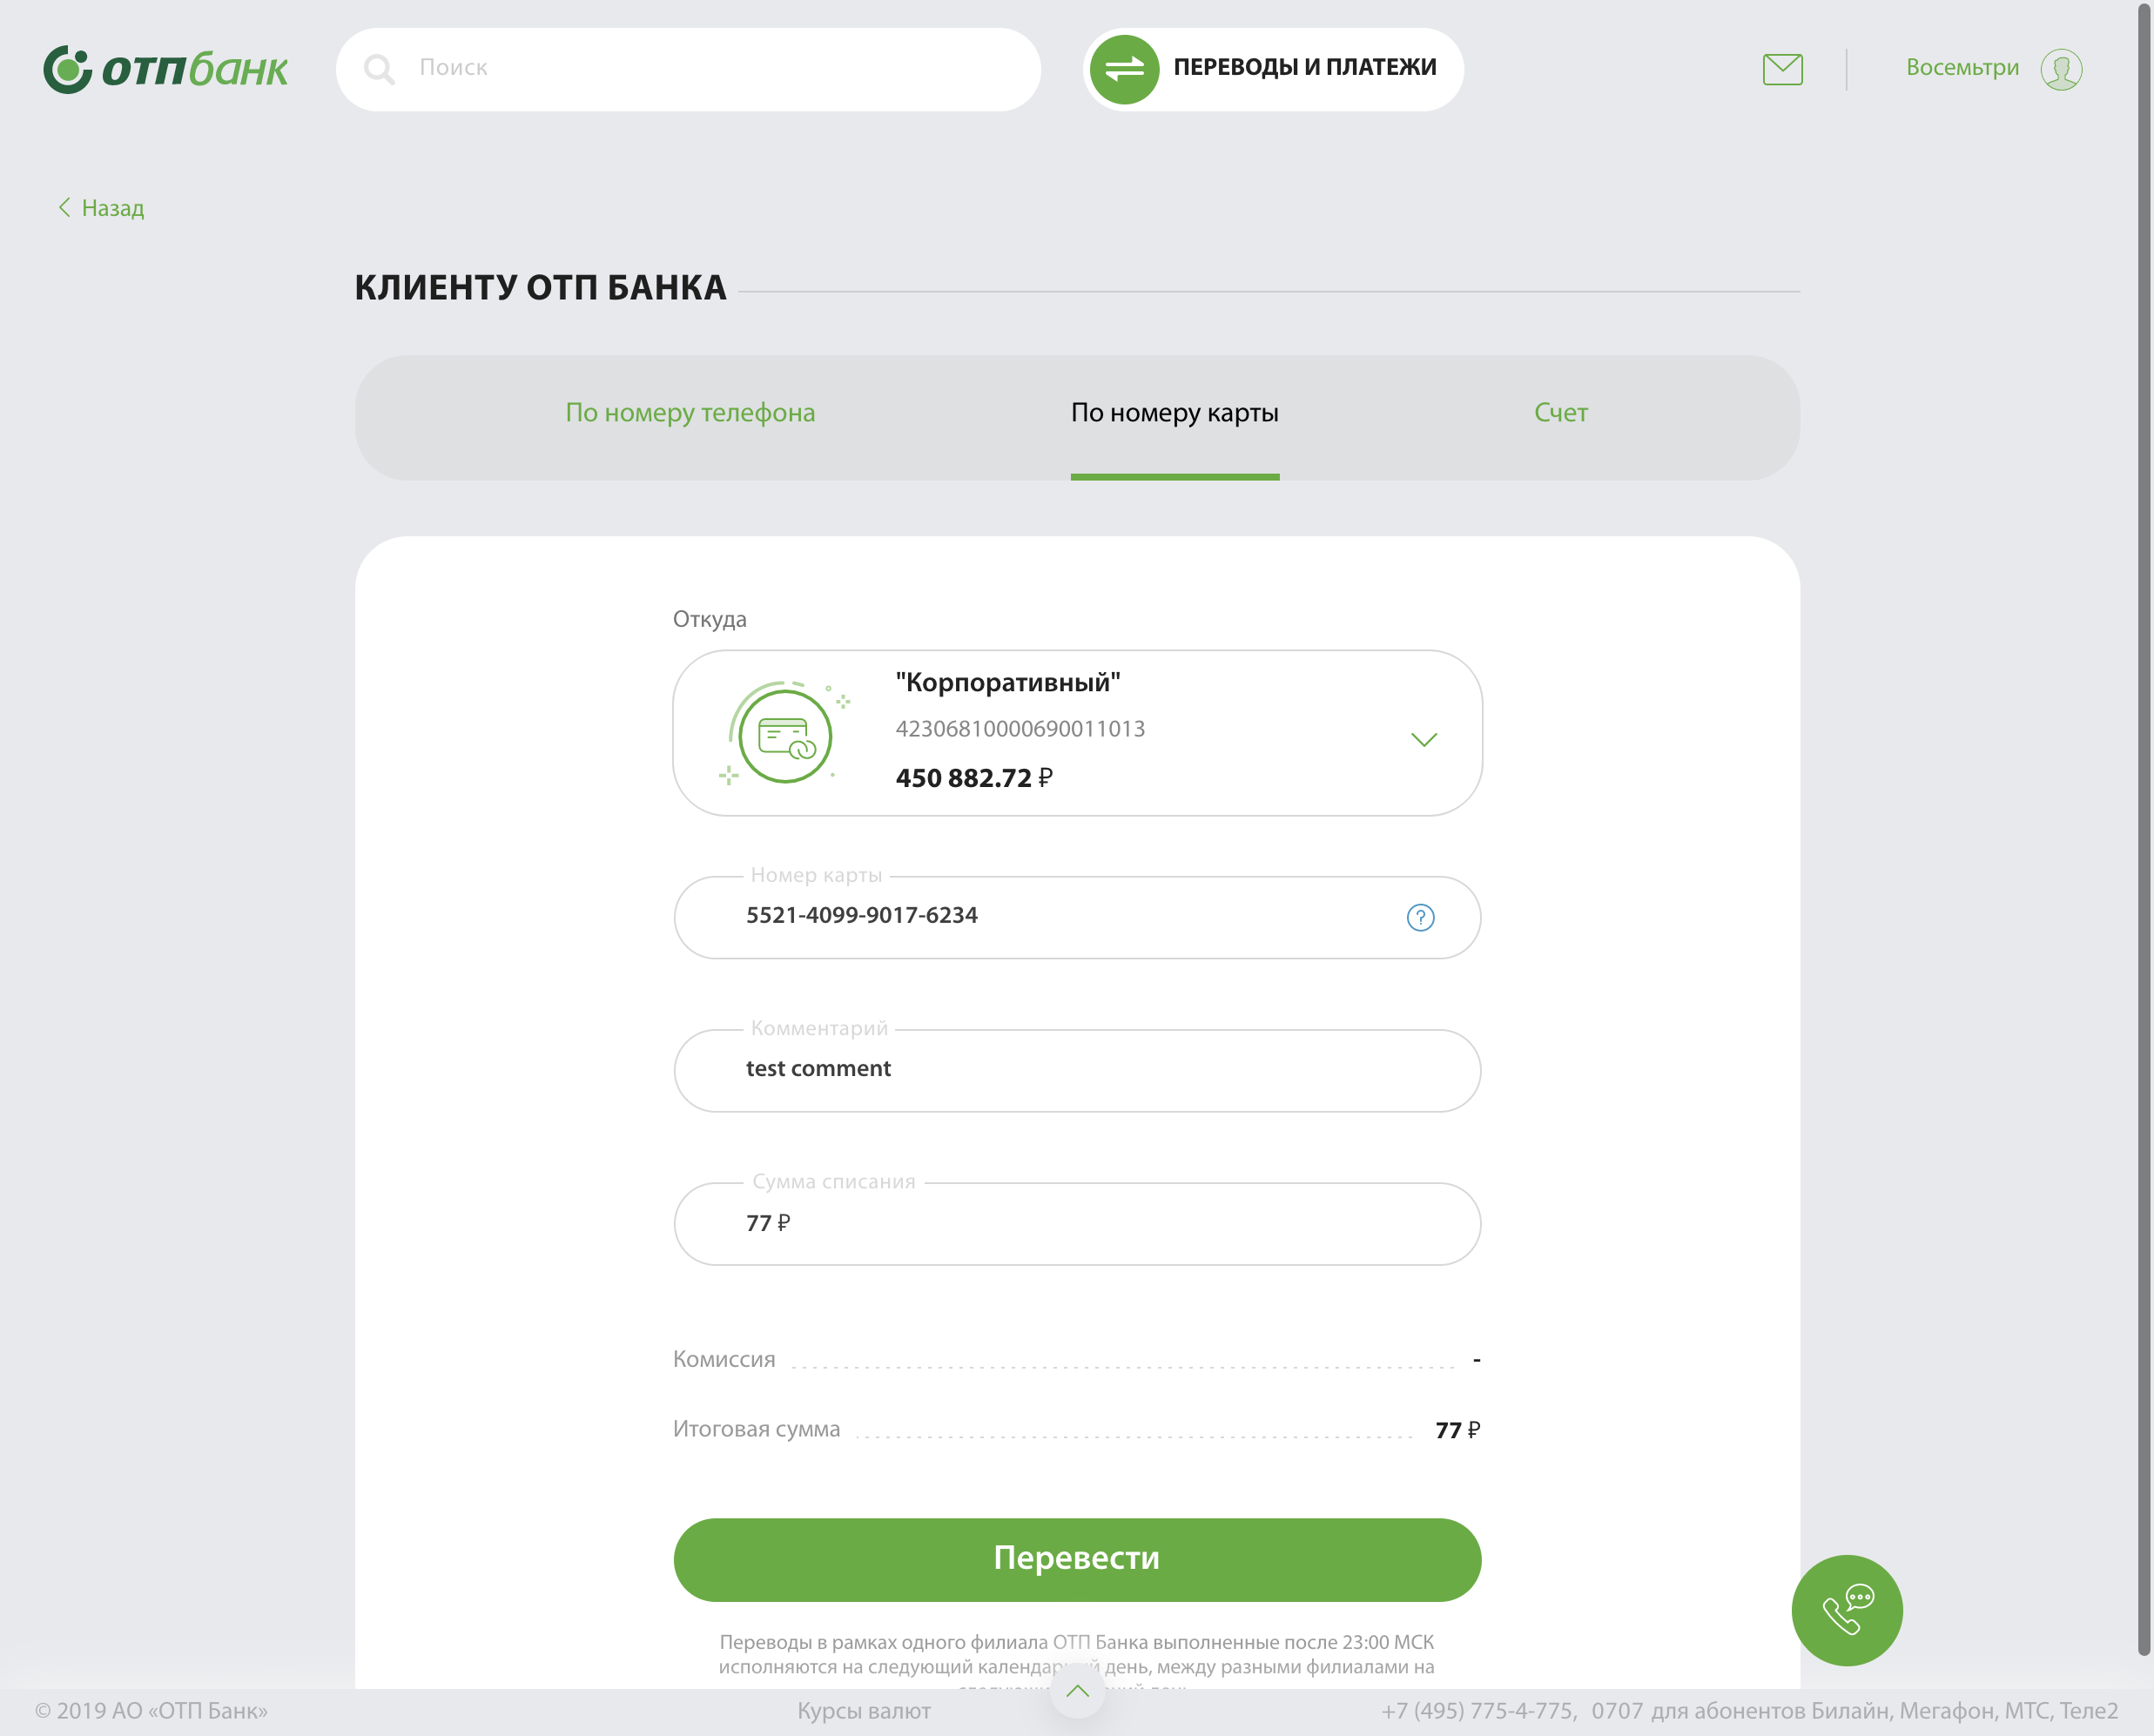 отпбанк
Поиск
ПЕРЕВОДЫ И ПЛАТЕЖИ
Восемьтри
Назад
КЛИЕНТУ ОТП БАНКА
По номеру телефона
По номеру карты
Счет
Откуда
"Корпоративный"
42306810000690011013
450 882.72 ₽
Номер карты
5521-4099-9017-6234
?
Комментарий
test comment
Сумма списания
77 ₽
Комиссия -
Итоговая сумма 77 ₽
Перевести
Переводы в рамках одного филиала ОТП Банка выполненные после 23:00 МСК
исполняются на следующий календарный день, между разными филиалами на
© 2019 АО «ОТП Банк»
Курсы валют
+7 (495) 775-4-775, 0707 для абонентов Билайн, Мегафон, МТС, Теле2